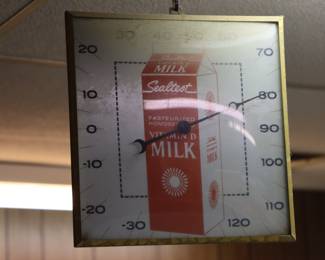 30 40 50 60
20 70
MILK
Sealtest
10 80
PASTEURIZED
HOMOGENIZED
0 90
VITAMIN D
MILK
-10 100
-20 110
-30 120